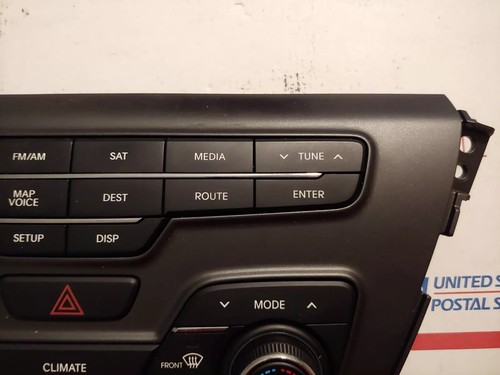 FM/AM SAT MEDIA TUNE
MAP VOICE DEST ROUTE ENTER
SETUP DISP
MODE
CLIMATE FRONT
UNITED S
POSTAL S